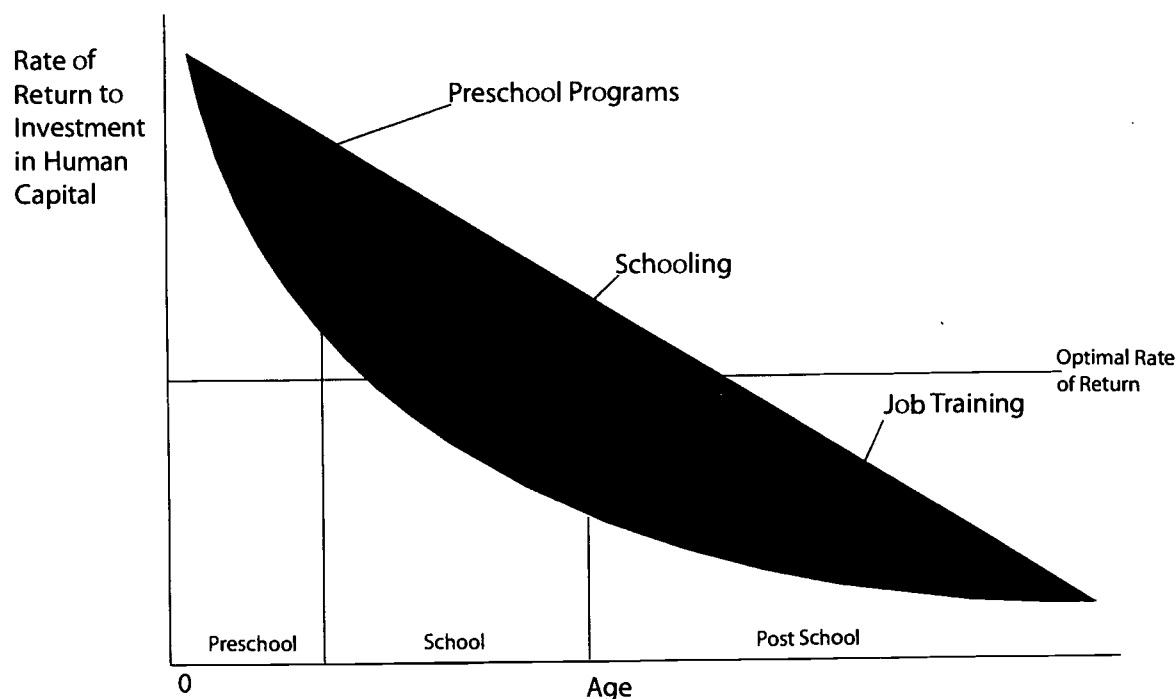 Rate of
Return to
Investment
in Human
Capital
Preschool Programs
Schooling
Optimal Rate
of Return
Job Training
Preschool
School
Post School
0
Age